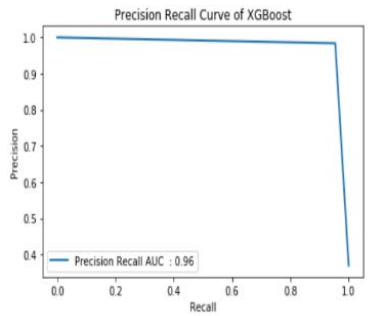 Precision Recall Curve of XGBoost
1.0
0.9
0.8
0.7
0.6
0.5
0.4
Precision
Precision Recall AUC : 0.96
0.0 0.2 0.4 0.6 0.8 1.0
Recall